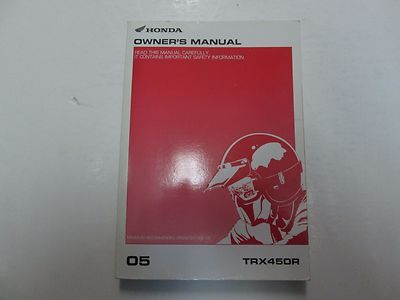 HONDA
OWNER'S MANUAL
READ THIS MANUAL CAREFULLY.
IT CONTAINS IMPORTANT SAFETY INFORMATION.
05
TRX450R